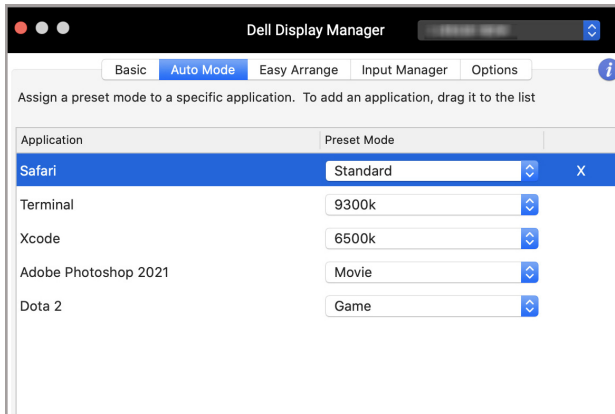 Dell Display Manager
Basic Auto Mode Easy Arrange Input Manager Options i
Assign a preset mode to a specific application. To add an application, drag it to the list
Application Preset Mode
Safari Standard X
Terminal 9300k
Xcode 6500k
Adobe Photoshop 2021 Movie
Dota 2 Game